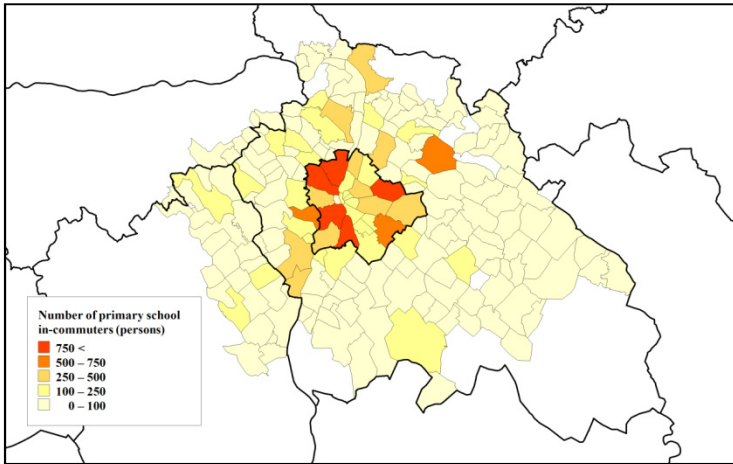 Number of primary school
in-commuters (persons)
750 <
500 – 750
250 – 500
100 – 250
0 – 100